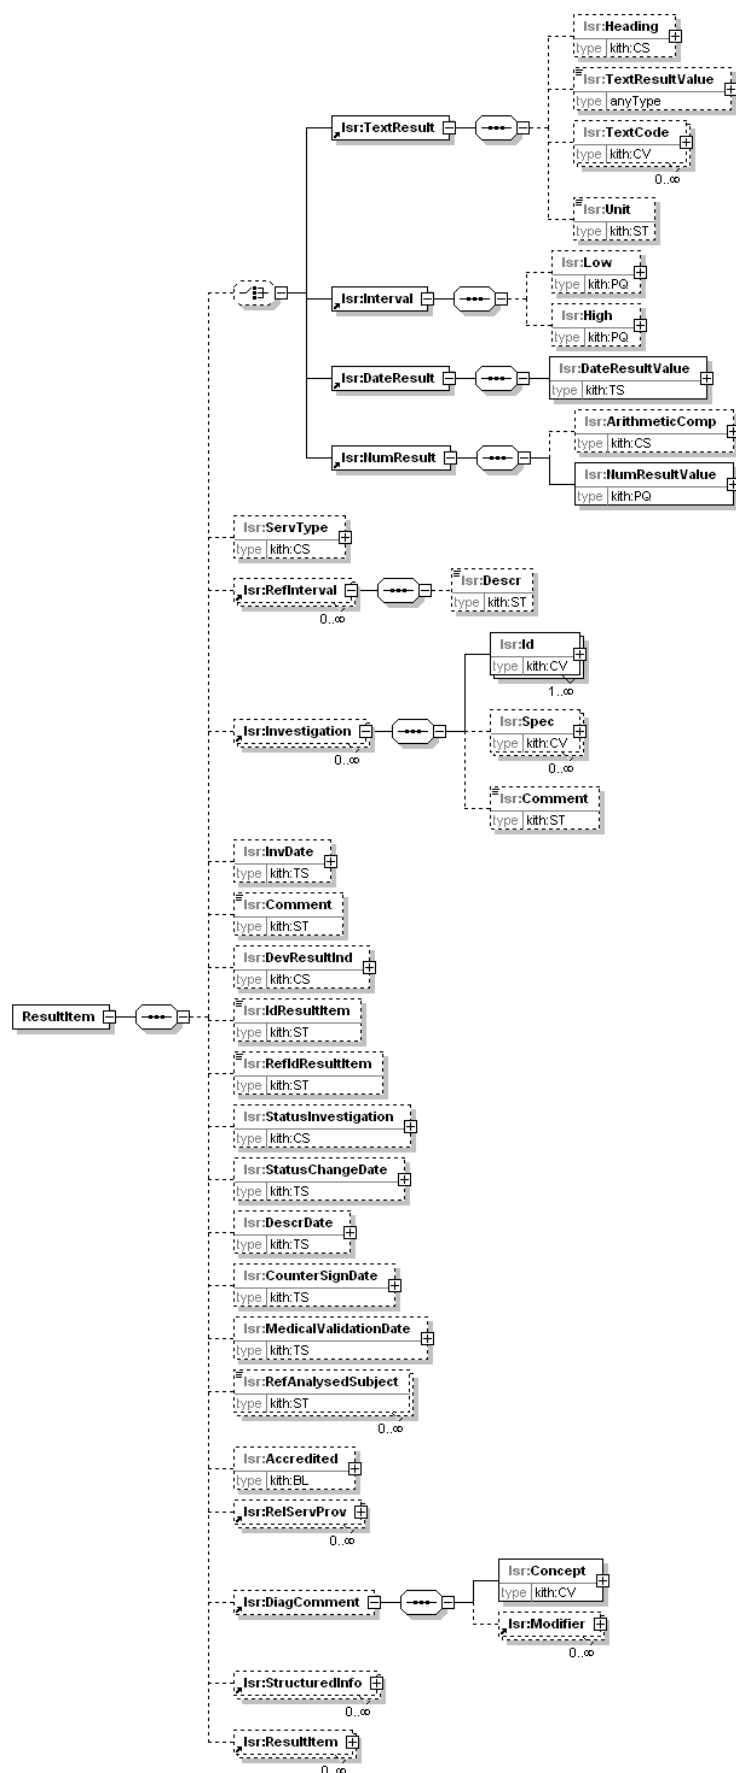 lsr:Heading
type kith:CS
lsr:TextResultValue
type anyType
lsr:TextResult
lsr:TextCode
type kith:CV
0..∞
lsr:Unit
type kith:ST
lsr:Low
type kith:PQ
lsr:Interval
lsr:High
type kith:PQ
lsr:DateResult
lsr:DateResultValue
type kith:TS
lsr:ArithmeticComp
type kith:CS
lsr:NumResult
lsr:NumResultValue
type kith:PQ
lsr:ServType
type kith:CS
lsr:RefInterval
0..∞
lsr:Descr
type kith:ST
lsr:Id
type kith:CV
1..∞
lsr:Investigation
0..∞
lsr:Spec
type kith:CV
0..∞
lsr:Comment
type kith:ST
lsr:InvDate
type kith:TS
lsr:Comment
type kith:ST
lsr:DevResultInd
type kith:CS
ResultItem
lsr:IdResultItem
type kith:ST
lsr:RefIdResultItem
type kith:ST
lsr:StatusInvestigation
type kith:CS
lsr:StatusChangeDate
type kith:TS
lsr:DescrDate
type kith:TS
lsr:CounterSignDate
type kith:TS
lsr:MedicalValidationDate
type kith:TS
lsr:RefAnalysedSubject
type kith:ST
0..∞
lsr:Accredited
type kith:BL
lsr:RelServProv
0..∞
lsr:DiagComment
lsr:Concept
type kith:CV
lsr:Modifier
0..∞
lsr:StructuredInfo
0..∞
lsr:ResultItem
0..∞